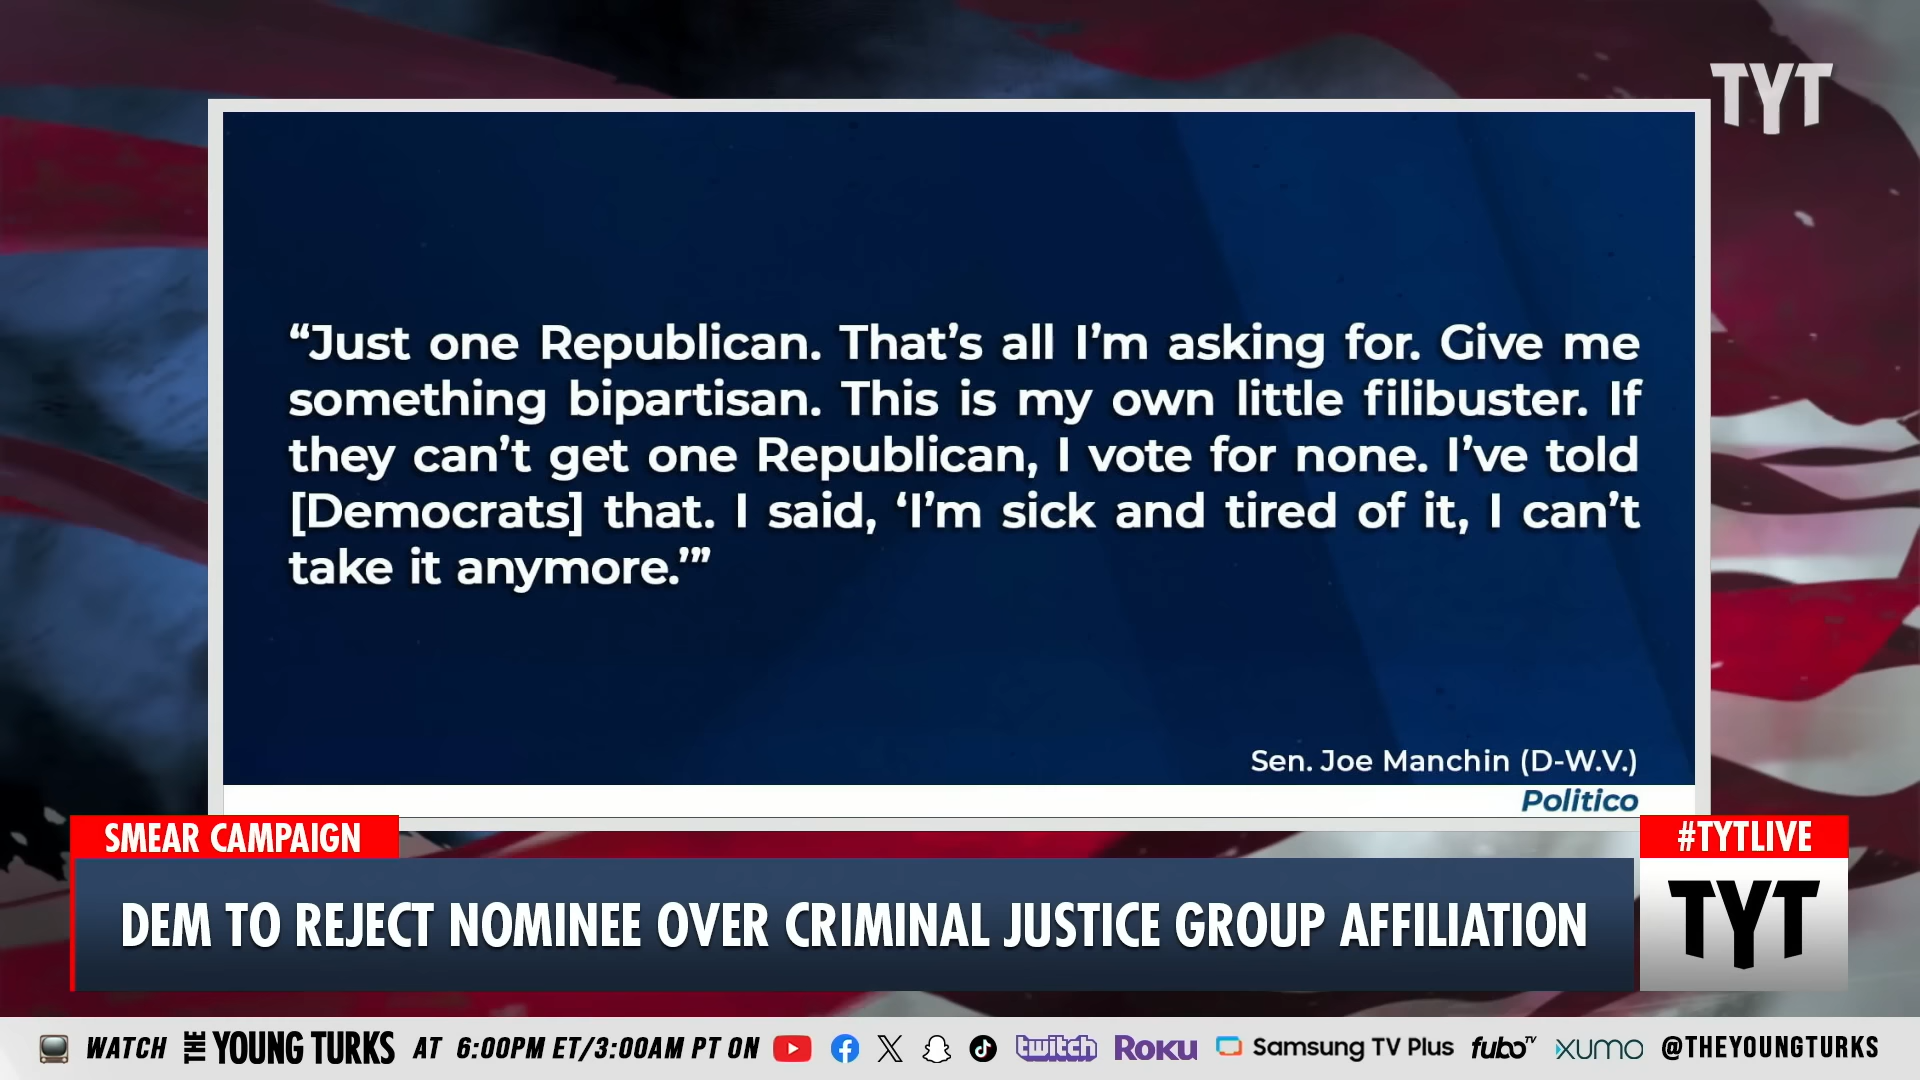 TYT
“Just one Republican. That’s all I’m asking for. Give me
something bipartisan. This is my own little filibuster. If
they can’t get one Republican, I vote for none. I’ve told
[Democrats] that. I said, ‘I’m sick and tired of it, I can’t
take it anymore.’”
Sen. Joe Manchin (D-W.V.)
Politico
SMEAR CAMPAIGN
#TYTLIVE
DEM TO REJECT NOMINEE OVER CRIMINAL JUSTICE GROUP AFFILIATION
TYT
WATCH THE YOUNG TURKS AT 6:00PM ET/3:00AM PT ON twitch ROKU SAMSUNG TV Plus fuboTV xumo @THEYOUNGTURKS